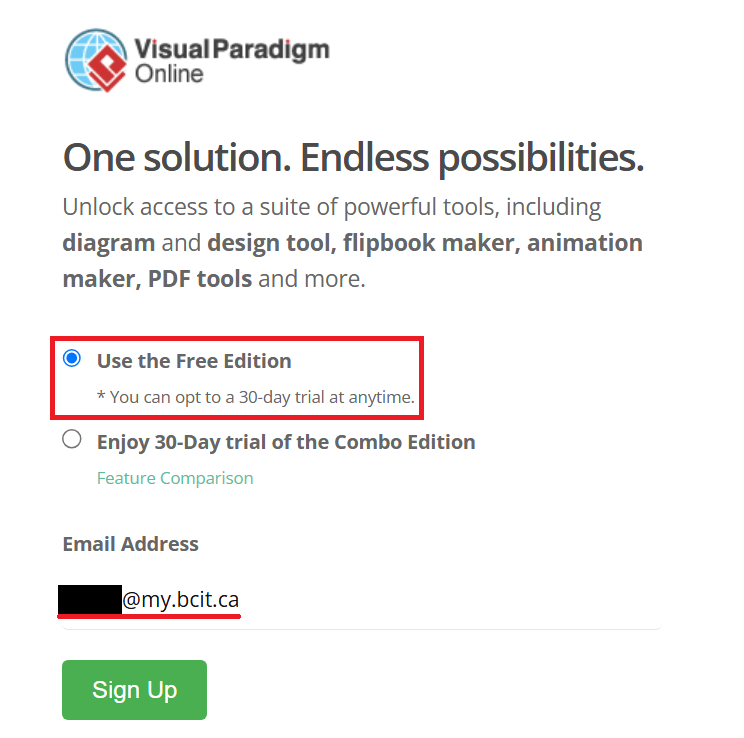 Visual Paradigm
Online
One solution. Endless possibilities.
Unlock access to a suite of powerful tools, including
diagram and design tool, flipbook maker, animation
maker, PDF tools and more.
Use the Free Edition
* You can opt to a 30-day trial at anytime.
Enjoy 30-Day trial of the Combo Edition
Feature Comparison
Email Address
@my.bcit.ca
Sign Up